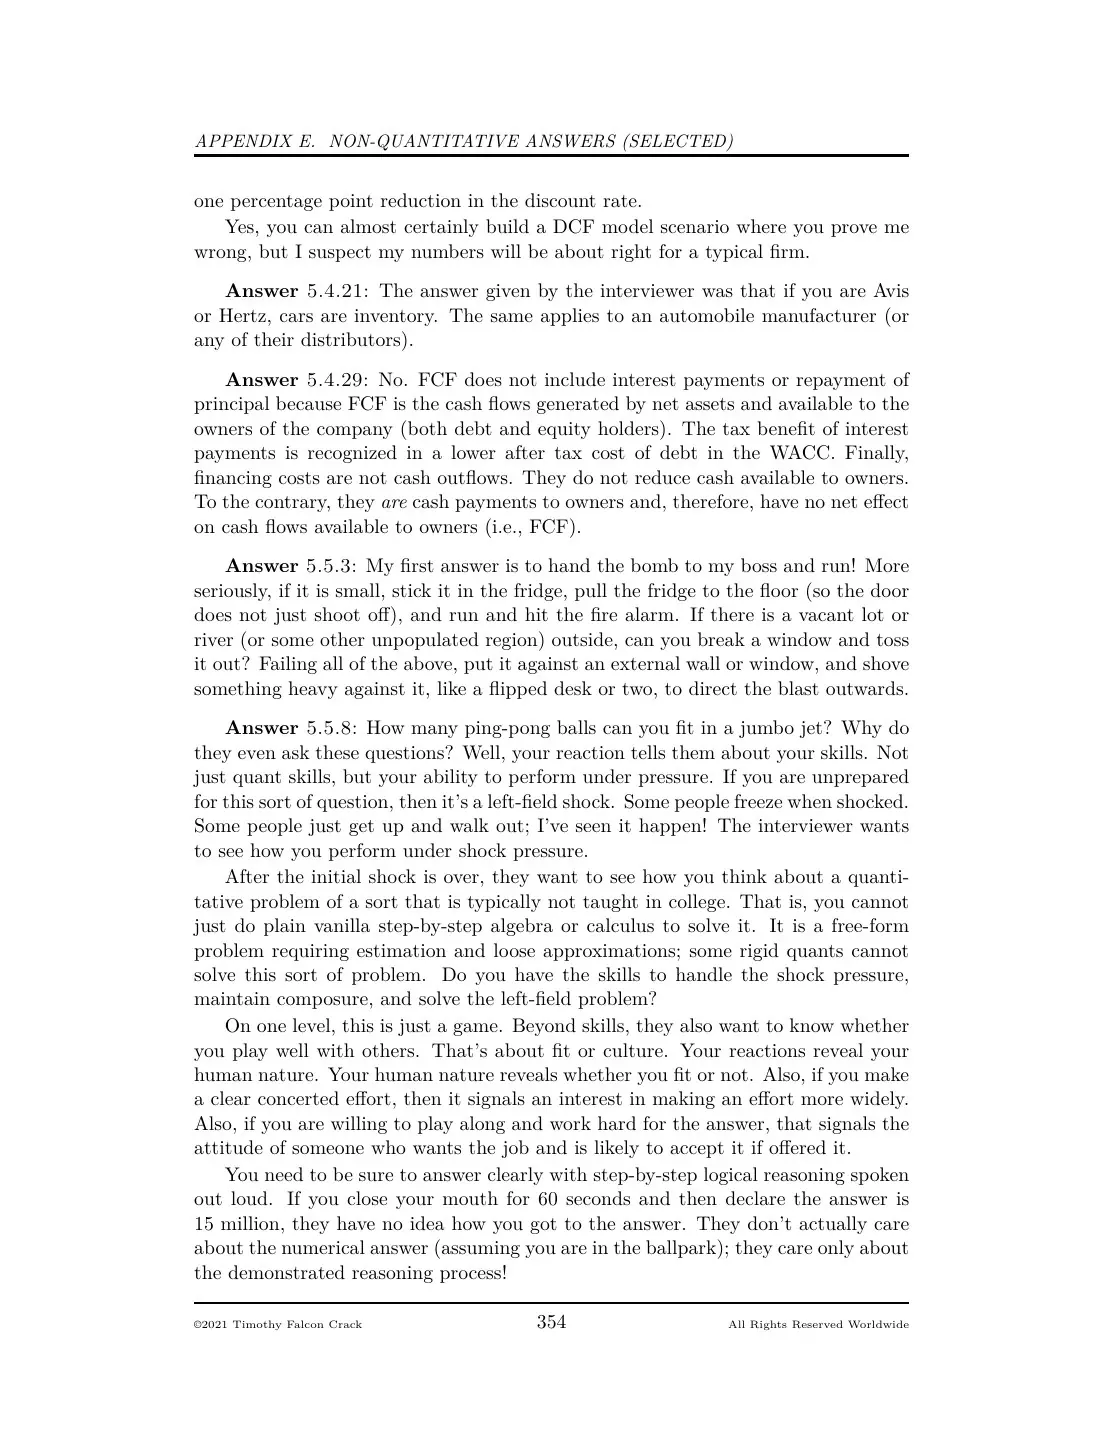 APPENDIX E. NON-QUANTITATIVE ANSWERS (SELECTED)
one percentage point reduction in the discount rate.
Yes, you can almost certainly build a DCF model scenario where you prove me
wrong, but I suspect my numbers will be about right for a typical firm.
Answer 5.4.21: The answer given by the interviewer was that if you are Avis
or Hertz, cars are inventory. The same applies to an automobile manufacturer (or
any of their distributors).
Answer 5.4.29: No. FCF does not include interest payments or repayment of
principal because FCF is the cash flows generated by net assets and available to the
owners of the company (both debt and equity holders). The tax benefit of interest
payments is recognized in a lower after tax cost of debt in the WACC. Finally,
financing costs are not cash outflows. They do not reduce cash available to owners.
To the contrary, they are cash payments to owners and, therefore, have no net effect
on cash flows available to owners (i.e., FCF).
Answer 5.5.3: My first answer is to hand the bomb to my boss and run! More
seriously, if it is small, stick it in the fridge, pull the fridge to the floor (so the door
does not just shoot off), and run and hit the fire alarm. If there is a vacant lot or
river (or some other unpopulated region) outside, can you break a window and toss
it out? Failing all of the above, put it against an external wall or window, and shove
something heavy against it, like a flipped desk or two, to direct the blast outwards.
Answer 5.5.8: How many ping-pong balls can you fit in a jumbo jet? Why do
they even ask these questions? Well, your reaction tells them about your skills. Not
just quant skills, but your ability to perform under pressure. If you are unprepared
for this sort of question, then it's a left-field shock. Some people freeze when shocked.
Some people just get up and walk out; I've seen it happen! The interviewer wants
to see how you perform under shock pressure.
After the initial shock is over, they want to see how you think about a quanti-
tative problem of a sort that is typically not taught in college. That is, you cannot
just do plain vanilla step-by-step algebra or calculus to solve it. It is a free-form
problem requiring estimation and loose approximations; some rigid quants cannot
solve this sort of problem. Do you have the skills to handle the shock pressure,
maintain composure, and solve the left-field problem?
On one level, this is just a game. Beyond skills, they also want to know whether
you play well with others. That's about fit or culture. Your reactions reveal your
human nature. Your human nature reveals whether you fit or not. Also, if you make
a clear concerted effort, then it signals an interest in making an effort more widely.
Also, if you are willing to play along and work hard for the answer, that signals the
attitude of someone who wants the job and is likely to accept it if offered it.
You need to be sure to answer clearly with step-by-step logical reasoning spoken
out loud. If you close your mouth for 60 seconds and then declare the answer is
15 million, they have no idea how you got to the answer. They don't actually care
about the numerical answer (assuming you are in the ballpark); they care only about
the demonstrated reasoning process!
©2021 Timothy Falcon Crack 354 All Rights Reserved Worldwide